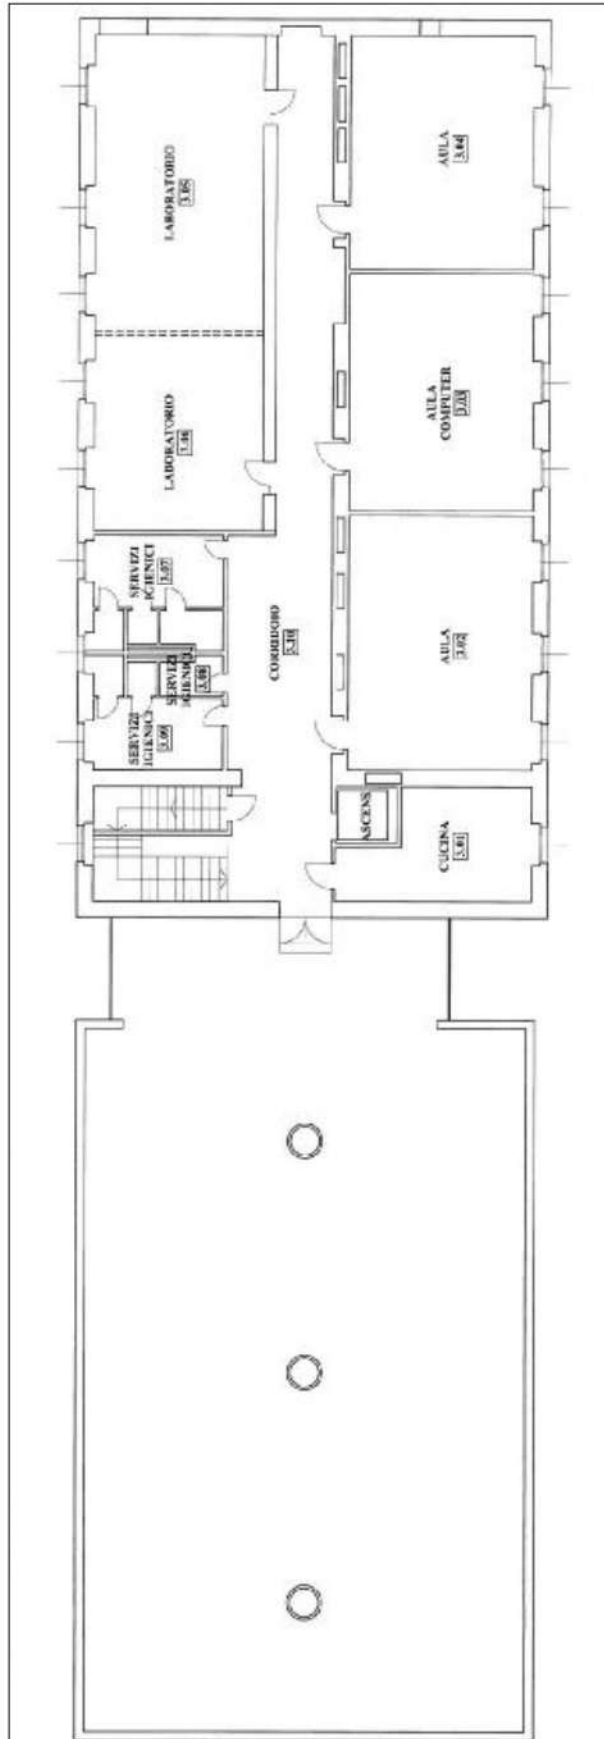 LABORATORIO
3.05
AULA
3.04
LABORATORIO
3.06
AULA
COMPUTER
3.03
SERVIZI
IGIENICI
3.07
CORRIDOIO
3.10
AULA
3.02
SERVIZI
IGIENICI
3.08
SERVIZI
IGIENICI
3.09
ASCENS
CUCINA
3.01